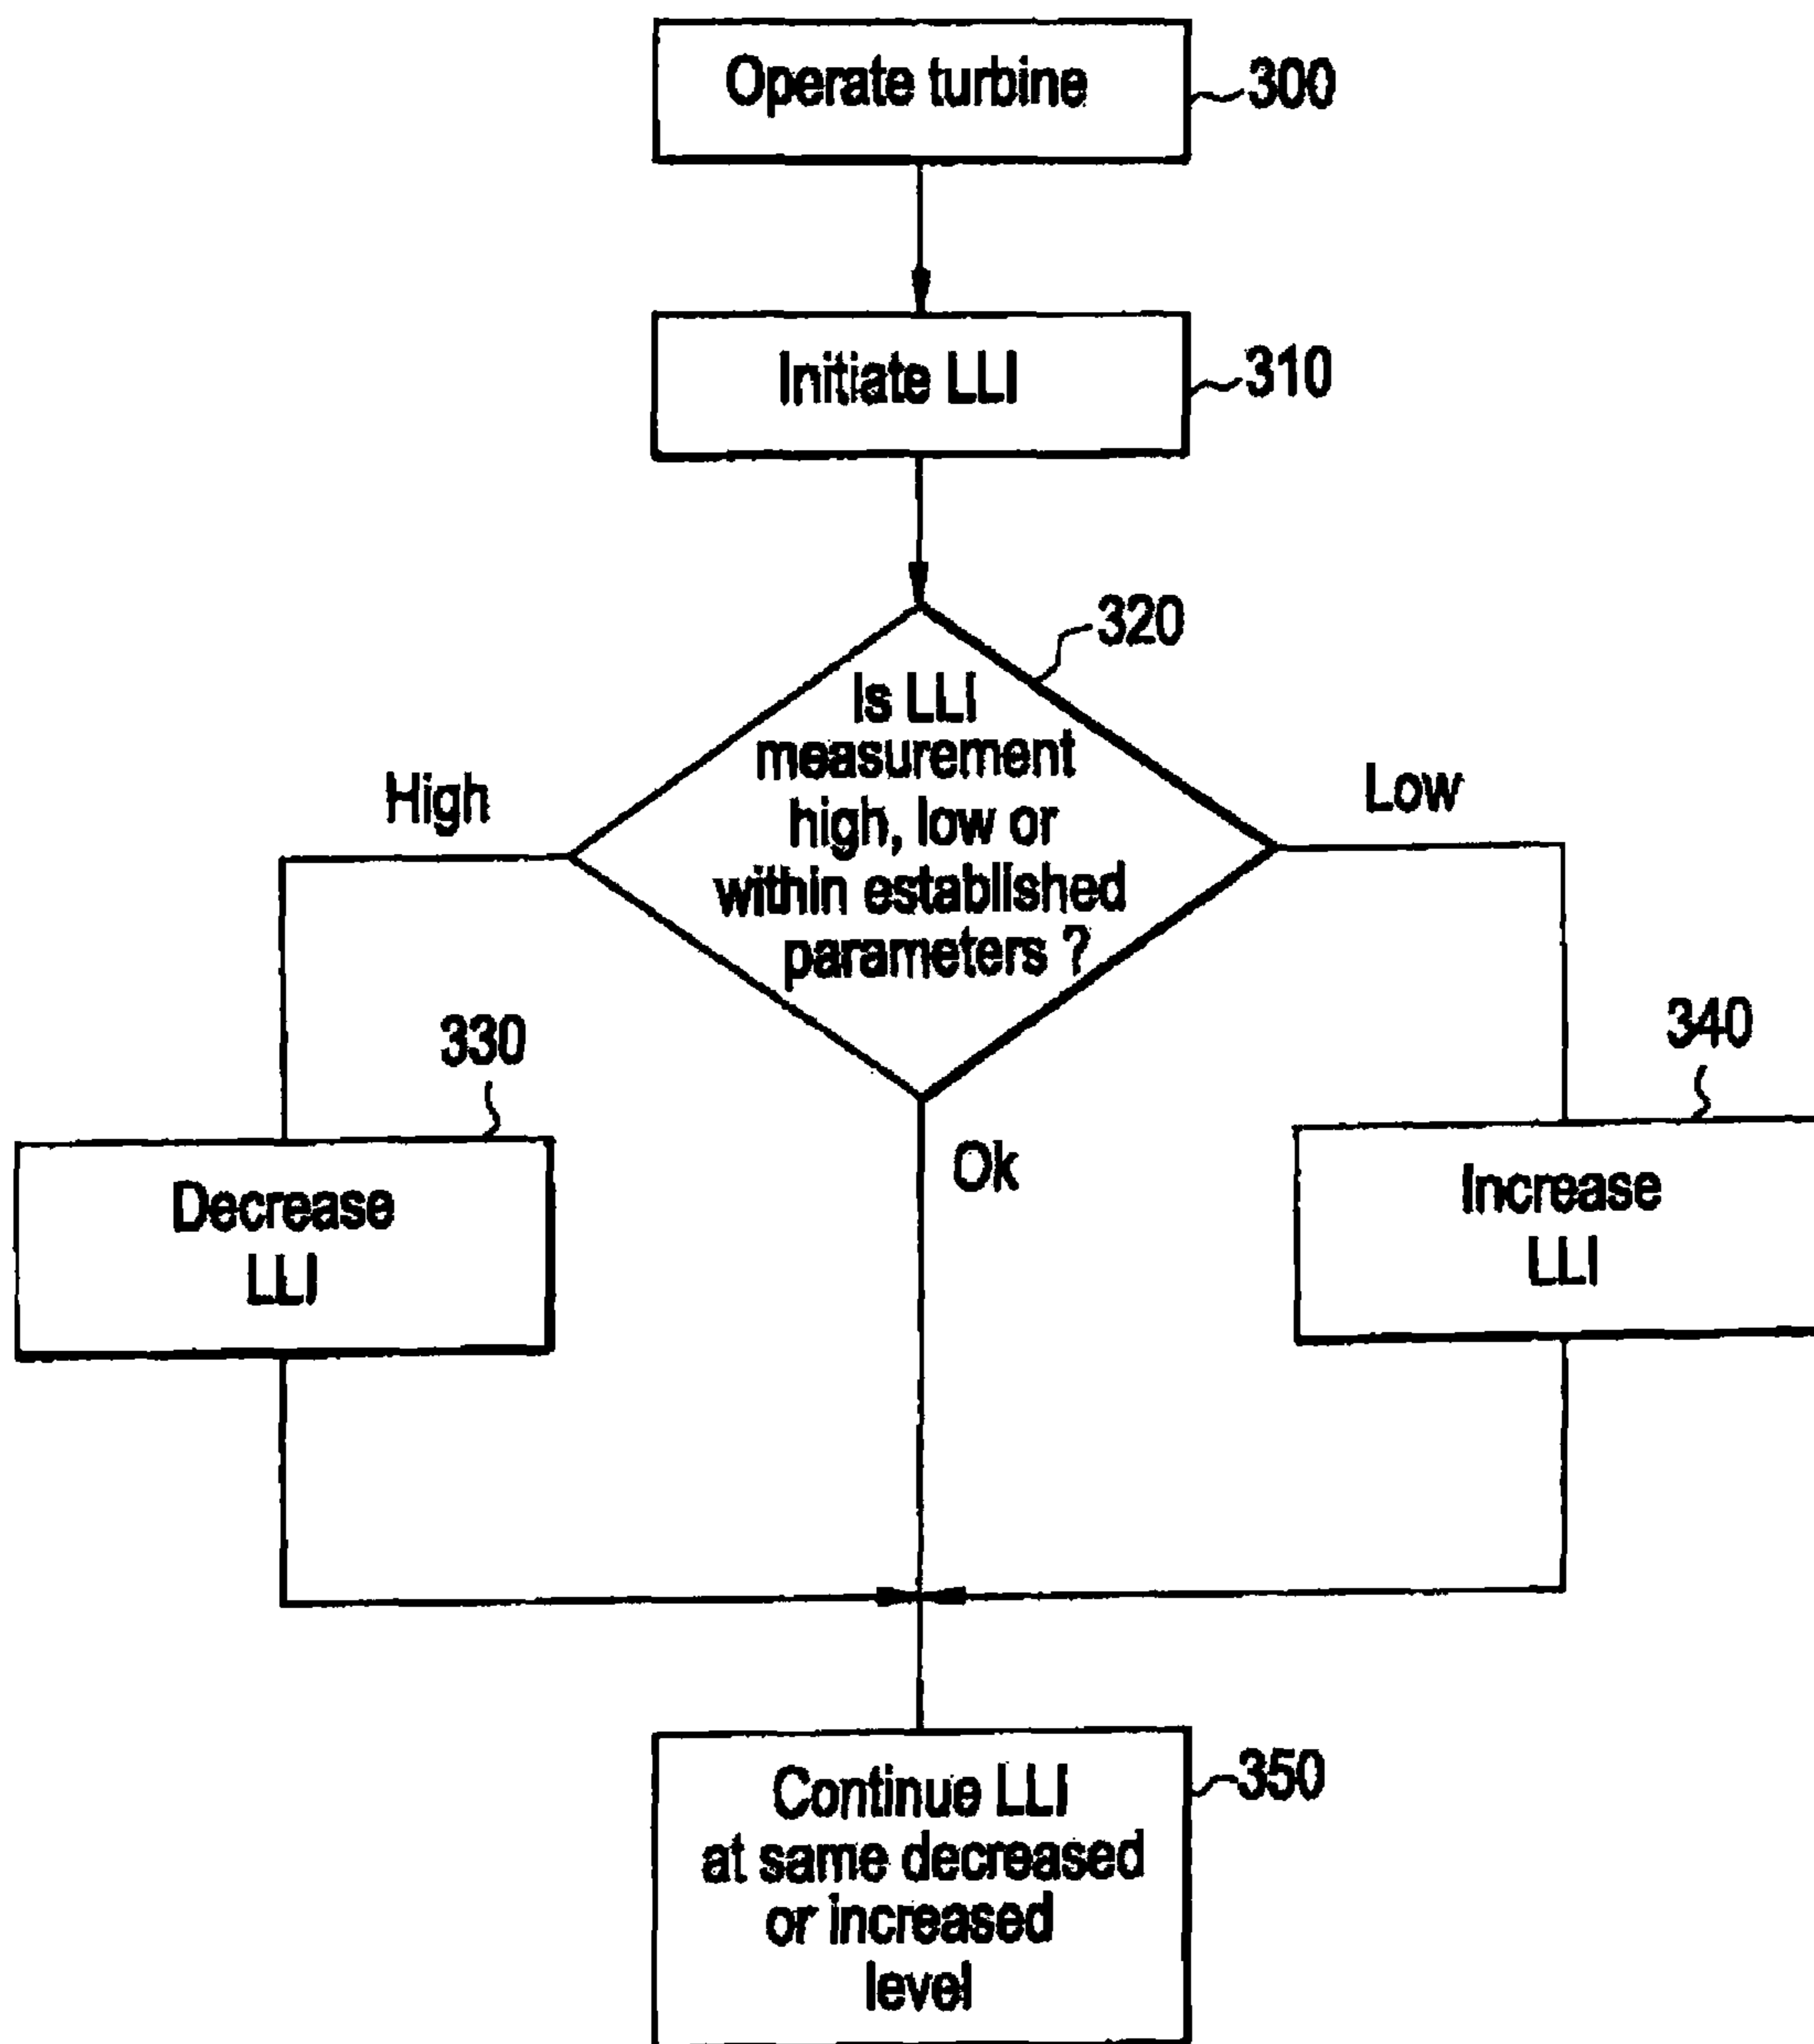 Operate turbine
300
Initiate LLI
310
320
Is LLI
measurement
high, low or
within established
parameters ?
High
Low
330
340
Ok
Decrease
LLI
Increase
LLI
Continue LLI
at same decreased
or increased
level
350